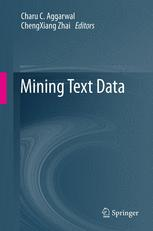 Charu C. Aggarwal
ChengXiang Zhai Editors
Mining Text Data
Springer